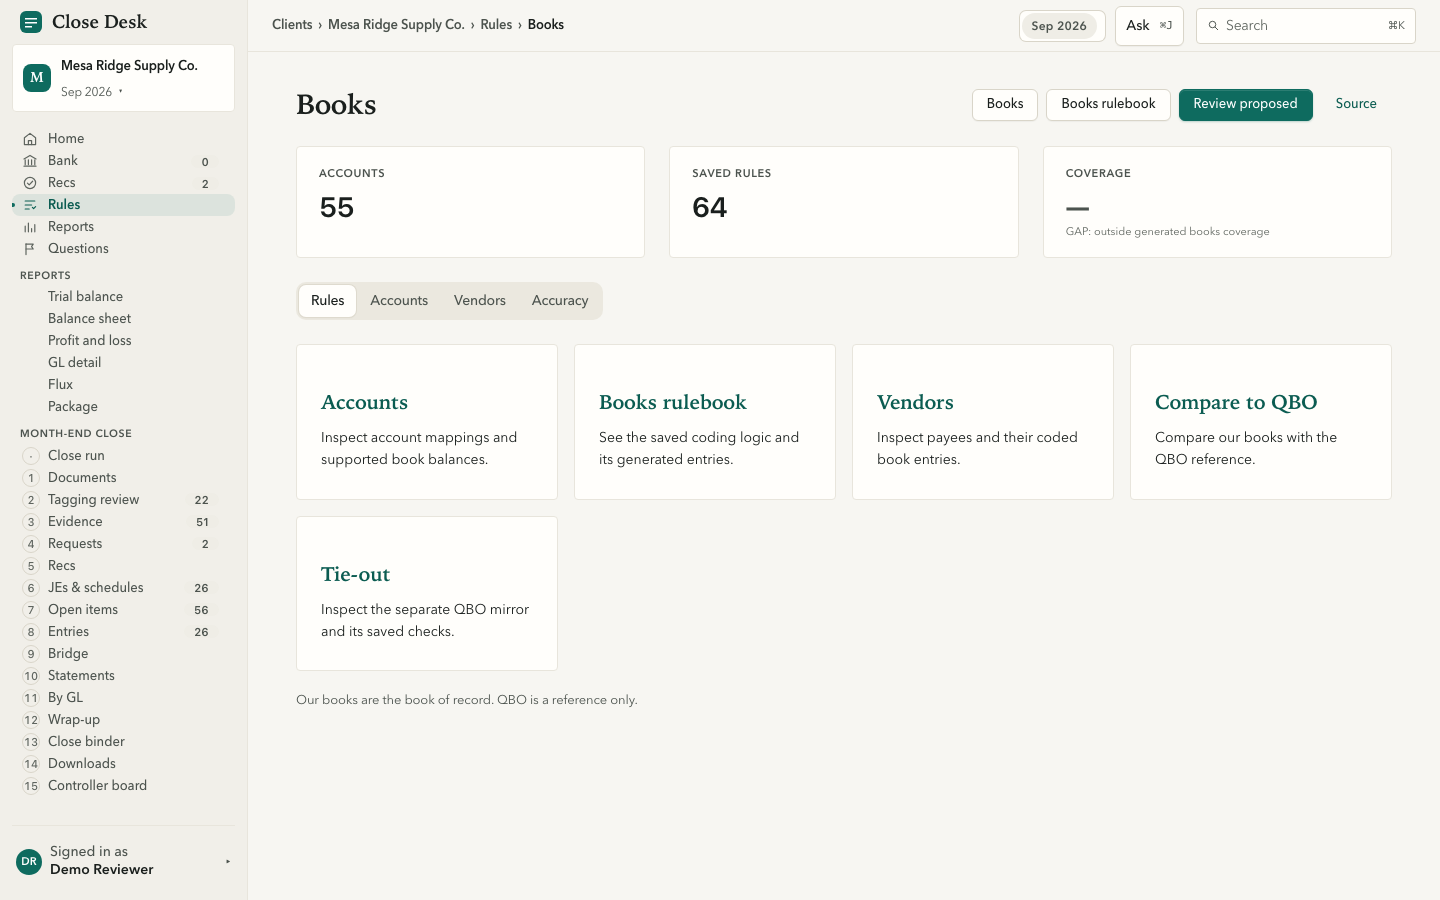 Close Desk
M
Mesa Ridge Supply Co.
Sep 2026
Home
Bank 0
Recs 2
Rules
Reports
Questions
REPORTS
Trial balance
Balance sheet
Profit and loss
GL detail
Flux
Package
MONTH-END CLOSE
Close run
1 Documents
2 Tagging review 22
3 Evidence 51
4 Requests 2
5 Recs
6 JEs & schedules 26
7 Open items 56
8 Entries 26
9 Bridge
10 Statements
11 By GL
12 Wrap-up
13 Close binder
14 Downloads
15 Controller board
DR
Signed in as
Demo Reviewer
Clients › Mesa Ridge Supply Co. › Rules › Books
Sep 2026
Ask ⌘J
Search ⌘K
Books
Books
Books rulebook
Review proposed
Source
ACCOUNTS
55
SAVED RULES
64
COVERAGE
—
GAP: outside generated books coverage
Rules
Accounts
Vendors
Accuracy
Accounts
Inspect account mappings and
supported book balances.
Books rulebook
See the saved coding logic and
its generated entries.
Vendors
Inspect payees and their coded
book entries.
Compare to QBO
Compare our books with the
QBO reference.
Tie-out
Inspect the separate QBO mirror
and its saved checks.
Our books are the book of record. QBO is a reference only.